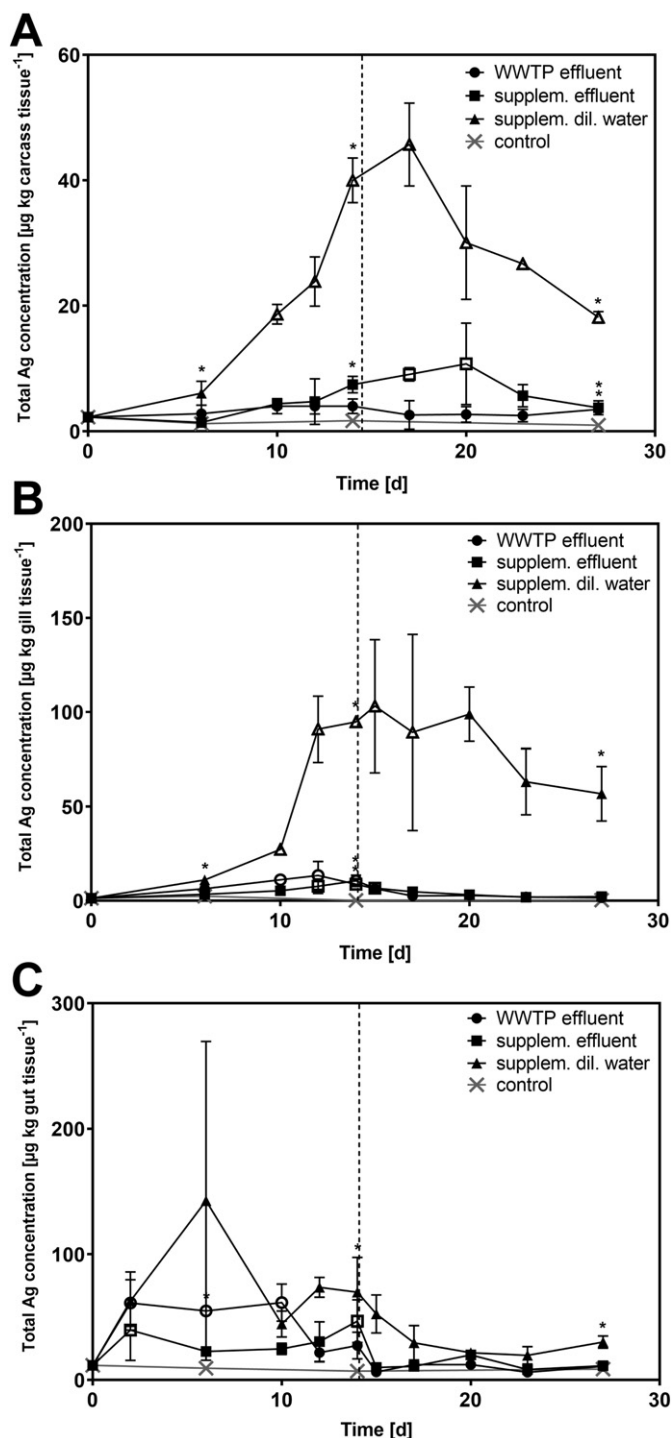 A
Total Ag concentration [µg kg carcass tissue-1]
60
40
20
0
WWTP effluent
supplem. effluent
supplem. dil. water
control
*
*
*
*
*
*
0
10
20
30
Time [d]
B
Total Ag concentration [µg kg gill tissue-1]
200
150
100
50
0
WWTP effluent
supplem. effluent
supplem. dil. water
control
*
*
*
*
*
0
10
20
30
Time [d]
C
Total Ag concentration [µg kg gut tissue-1]
300
200
100
0
WWTP effluent
supplem. effluent
supplem. dil. water
control
*
*
*
0
10
20
30
Time [d]